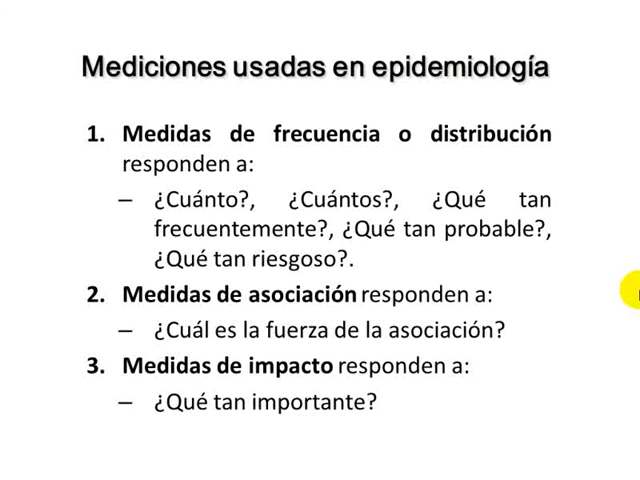 Mediciones usadas en epidemiología
1. Medidas de frecuencia o distribución
responden a:
– ¿Cuánto?, ¿Cuántos?, ¿Qué tan
frecuentemente?, ¿Qué tan probable?,
¿Qué tan riesgoso?.
2. Medidas de asociación responden a:
– ¿Cuál es la fuerza de la asociación?
3. Medidas de impacto responden a:
– ¿Qué tan importante?